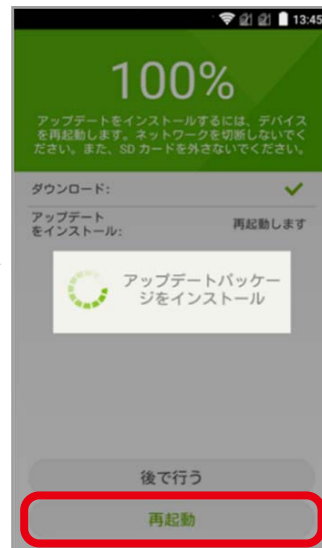 13:45
100%
アップデートをインストールするには、デバイス
を再起動します。ネットワークを切断しないでく
ださい。また、SD カードを外さないでください。
ダウンロード:
アップデート
をインストール:
再起動します
アップデートパッケー
ジをインストール
後で行う
再起動